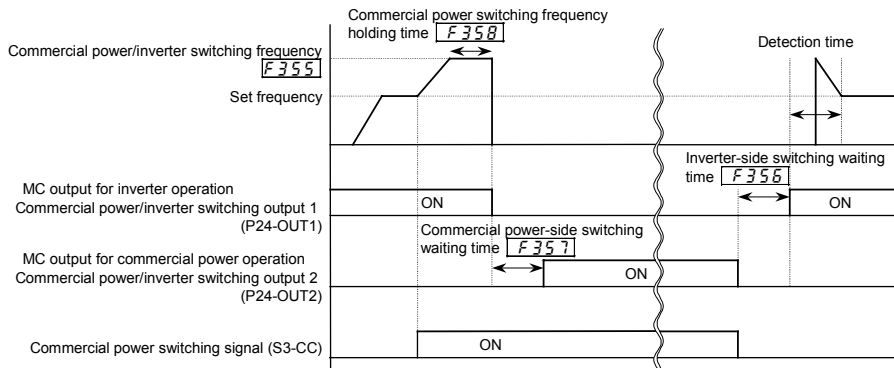 Commercial power switching frequency
holding time F358
Commercial power/inverter switching frequency
F355
Detection time
Set frequency
Inverter-side switching waiting
time F356
MC output for inverter operation
Commercial power/inverter switching output 1
(P24-OUT1)
ON
ON
Commercial power-side switching
waiting time F357
MC output for commercial power operation
Commercial power/inverter switching output 2
(P24-OUT2)
ON
Commercial power switching signal (S3-CC)
ON